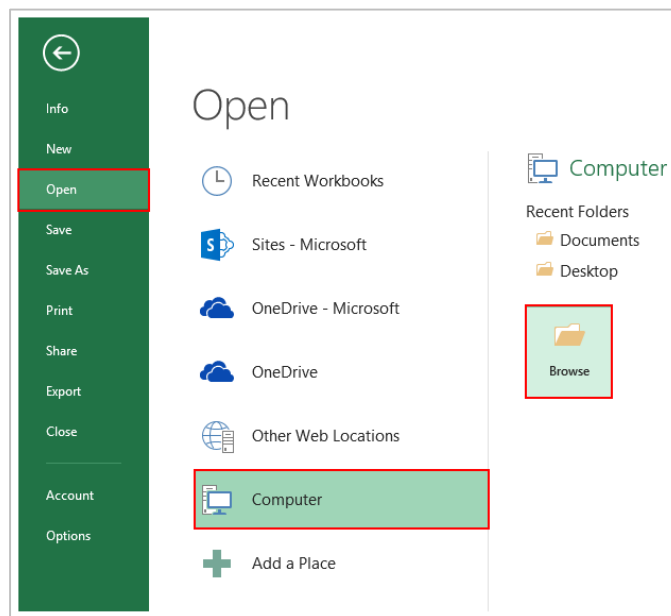 Info
New
Open
Save
Save As
Print
Share
Export
Close
Account
Options
Open
Recent Workbooks
Sites - Microsoft
OneDrive - Microsoft
OneDrive
Other Web Locations
Computer
Add a Place
Computer
Recent Folders
Documents
Desktop
Browse